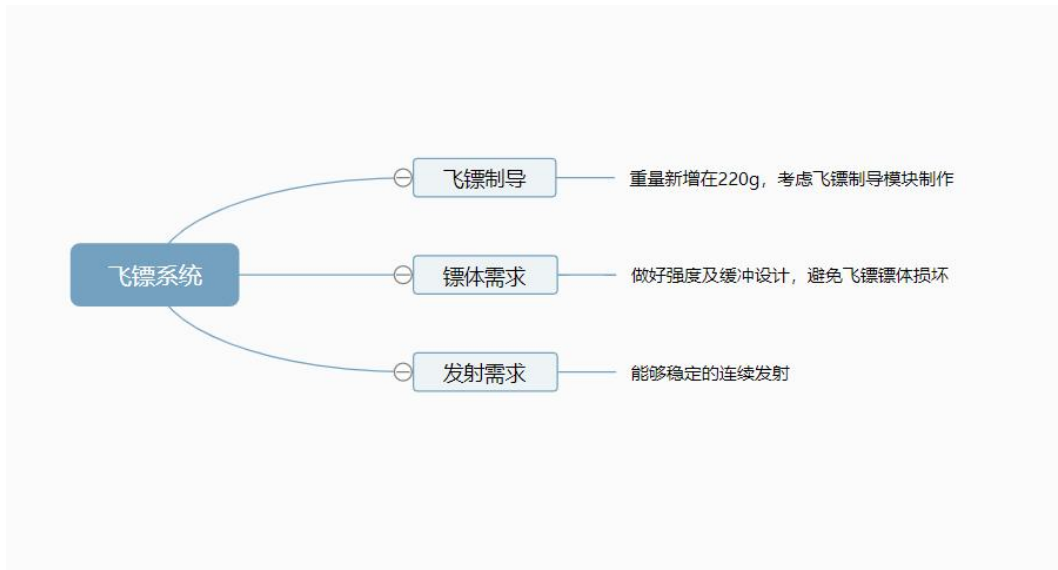 飞镖系统
飞镖制导
重量新增在220g，考虑飞镖制导模块制作
镖体需求
做好强度及缓冲设计，避免飞镖镖体损坏
发射需求
能够稳定的连续发射